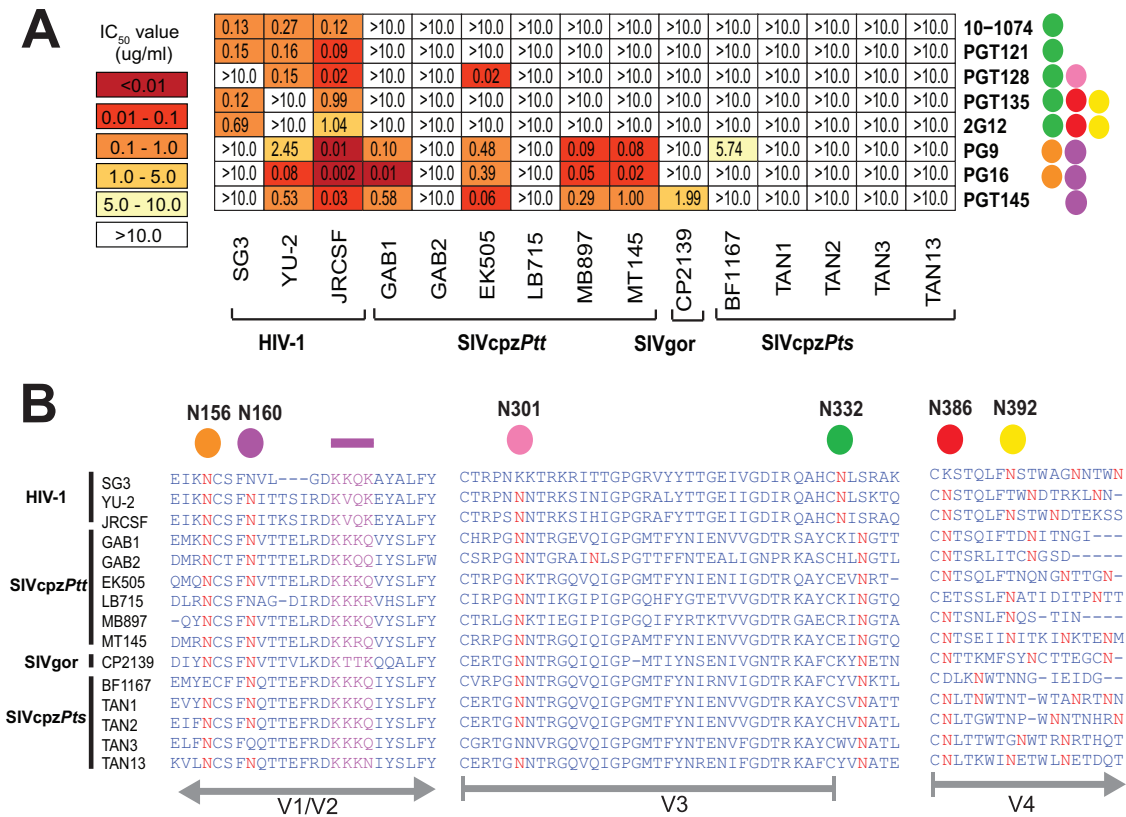 A
IC50 value
(ug/ml)
<0.01
0.01 - 0.1
0.1 - 1.0
1.0 - 5.0
5.0 - 10.0
>10.0
0.13 0.27 0.12 >10.0 >10.0 >10.0 >10.0 >10.0 >10.0 >10.0 >10.0 >10.0 >10.0 >10.0 >10.0 10-1074
0.15 0.16 0.09 >10.0 >10.0 >10.0 >10.0 >10.0 >10.0 >10.0 >10.0 >10.0 >10.0 >10.0 >10.0 PGT121
>10.0 0.15 0.02 >10.0 >10.0 0.02 >10.0 >10.0 >10.0 >10.0 >10.0 >10.0 >10.0 >10.0 >10.0 PGT128
0.12 >10.0 0.99 >10.0 >10.0 >10.0 >10.0 >10.0 >10.0 >10.0 >10.0 >10.0 >10.0 >10.0 >10.0 PGT135
0.69 >10.0 1.04 >10.0 >10.0 >10.0 >10.0 >10.0 >10.0 >10.0 >10.0 >10.0 >10.0 >10.0 >10.0 2G12
>10.0 2.45 0.01 0.10 >10.0 0.48 >10.0 0.09 0.08 >10.0 5.74 >10.0 >10.0 >10.0 >10.0 PG9
>10.0 0.08 0.002 0.01 >10.0 0.39 >10.0 0.05 0.02 >10.0 >10.0 >10.0 >10.0 >10.0 >10.0 PG16
>10.0 0.53 0.03 0.58 >10.0 0.06 >10.0 0.29 1.00 1.99 >10.0 >10.0 >10.0 >10.0 >10.0 PGT145
SG3 YU-2 JRCSF GAB1 GAB2 EK505 LB715 MB897 MT145 CP2139 BF1167 TAN1 TAN2 TAN3 TAN13
HIV-1 SIVcpzPtt SIVgor SIVcpzPts
B
N156 N160 N301 N332 N386 N392
HIV-1
SIVcpzPtt
SIVgor
SIVcpzPts
SG3 EIKNCSFNVL---GDKKQKAYALFY CTRPNKKTRKRITTGPGRVYYTTGEIVGDIRQAHCNLSRAK CKSTQLFNSTWAGNNTWN
YU-2 EIKNCSFNITTSIRDKVQKEYALFY CTRPNNNTRKSINIGPGRALYTTGEIIGDIRQAHCNLSKTQ CNSTQLFTWNDTRKLNN-
JRCSF EIKNCSFNITKSIRDKVQKEYALFY CTRPSNNTRKSIHIGPGRAFYTTGEIIGDIRQAHCNISRAQ CNSTQLFNSTWNDTEKSS
GAB1 EMKNCSFNVTTELRDKKKQVYSLFY CHRPGNNTRGEVQIGPGMTFYNIENVVGDTRSAYCKINGTT CNTSQIFTDNITNGI---
GAB2 DMRNCTFNTTTELRDKKQQIYSLFW CSRPGNNTGRAINLSPGTTFFNTEALIGNPRKASCHLNGTL CNTSRLITCNGSD-----
EK505 QMQNCSFNVTTELRDKKKQVYSLFY CIRPGNKTRGQVQIGPGMTFYNIENIIGDTRQAYCEVNRT- CNTSQLFTNQNGNTTGN-
LB715 DLRNCSFNAG-DIRDKKKRVHSLFY CTRPGNNTIKGIPIGPGQHFYGTETVVGDTRKAYCKINGTQ CETSSLFNATIDITPNTT
MB897 -QYNCSFNVTTELRDKKKQVYSLFY CTRLGNKTIEGIPIGPGQIFYRTKTVVGDTRGAECRINGTA CNTSNLFNQS-TIN----
MT145 DMRNCSFNVTTELRDKKRQVYSLFY CRRPGNKTRGQIQIGPAMTFYNIENVVGDTRSAYCEINGTQ CNTSEIINITKINKTENM
CP2139 DIYNCSFNVTTVLKDKTTKQQALFY CERTGNNTRGQIQIGP-MTIYNSENIVGNTRKAFCKYNETN CNTTKMFSYNCTTEGCN-
BF1167 EMYECFFNQTTEFRDKKKQIYSLFY CVRPGNNTRGQVQIGPGMTFYNIRNVVGDTRKAFCYVNKTL CDLKNWTNNG-IEIDG-
TAN1 EVYNCSFNQTTEFRDKKKQIYSLFY CERTGNNTRGQVQIGPGMTFYNIENVVGDTRKAYCSVNATT CNLTNWTNT-WTANRTNN
TAN2 EIFNCSFNQTTEFRDKKKQIYSLFY CERTGNNTRGQVQIGPGMTFYNIENVVGDTRKAYCHVNATL CNLTGWTNP-WNNTNHRN
TAN3 ELFNCSFQQTTEFRDKKKQIYSLFY CGRTGNNVRGQVQIGPGMTFYNTENVFGDTRKAYCWVNATL CNLTTWTGNWTRNRTHQT
TAN13 KVLNCSFNQTTEFRDKKKNIYSLFY CERTGNNTRGQVQIGPGMTFYNRENIFGDTRKAFCYVNATE CNLTKWINETWLNETDQT
V1/V2 V3 V4